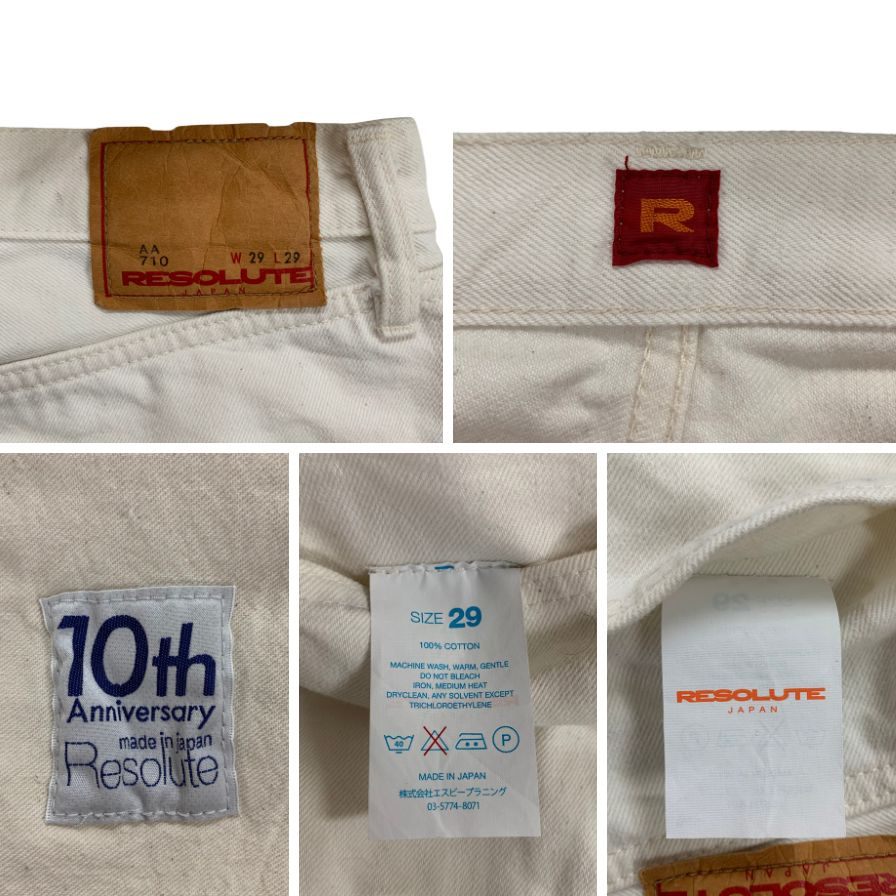 AA
710 W 29 L 29
RESOLUTE
JAPAN
R
10th
Anniversary
made in japan
Resolute
SIZE 29
100% COTTON
MACHINE WASH, WARM, GENTLE
DO NOT BLEACH
IRON, MEDIUM HEAT
DRYCLEAN, ANY SOLVENT EXCEPT
TRICHLOROETHYLENE
40 P
MADE IN JAPAN
株式会社エスピープラニング
03-5774-8071
RESOLUTE
JAPAN